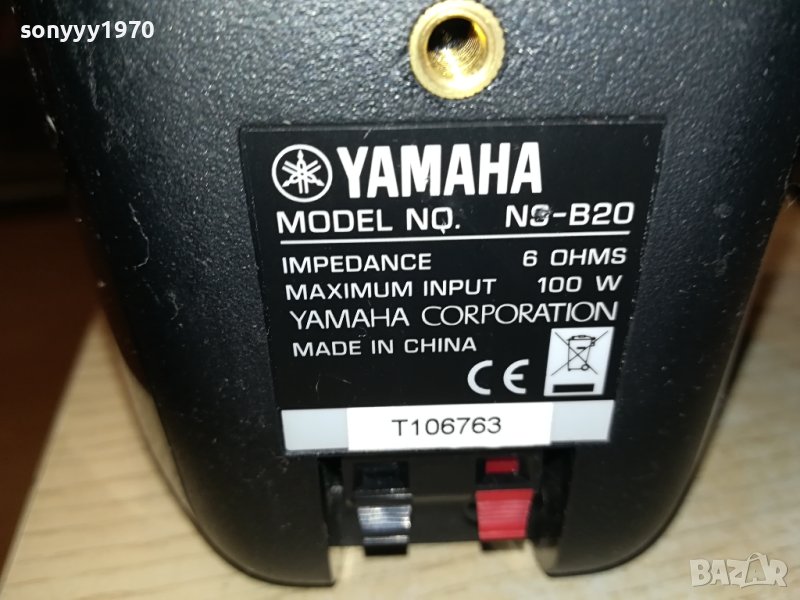 sonyyy1970
YAMAHA
MODEL NO. NS-B20
IMPEDANCE 6 OHMS
MAXIMUM INPUT 100 W
YAMAHA CORPORATION
MADE IN CHINA
CE
T106763
BAZAR